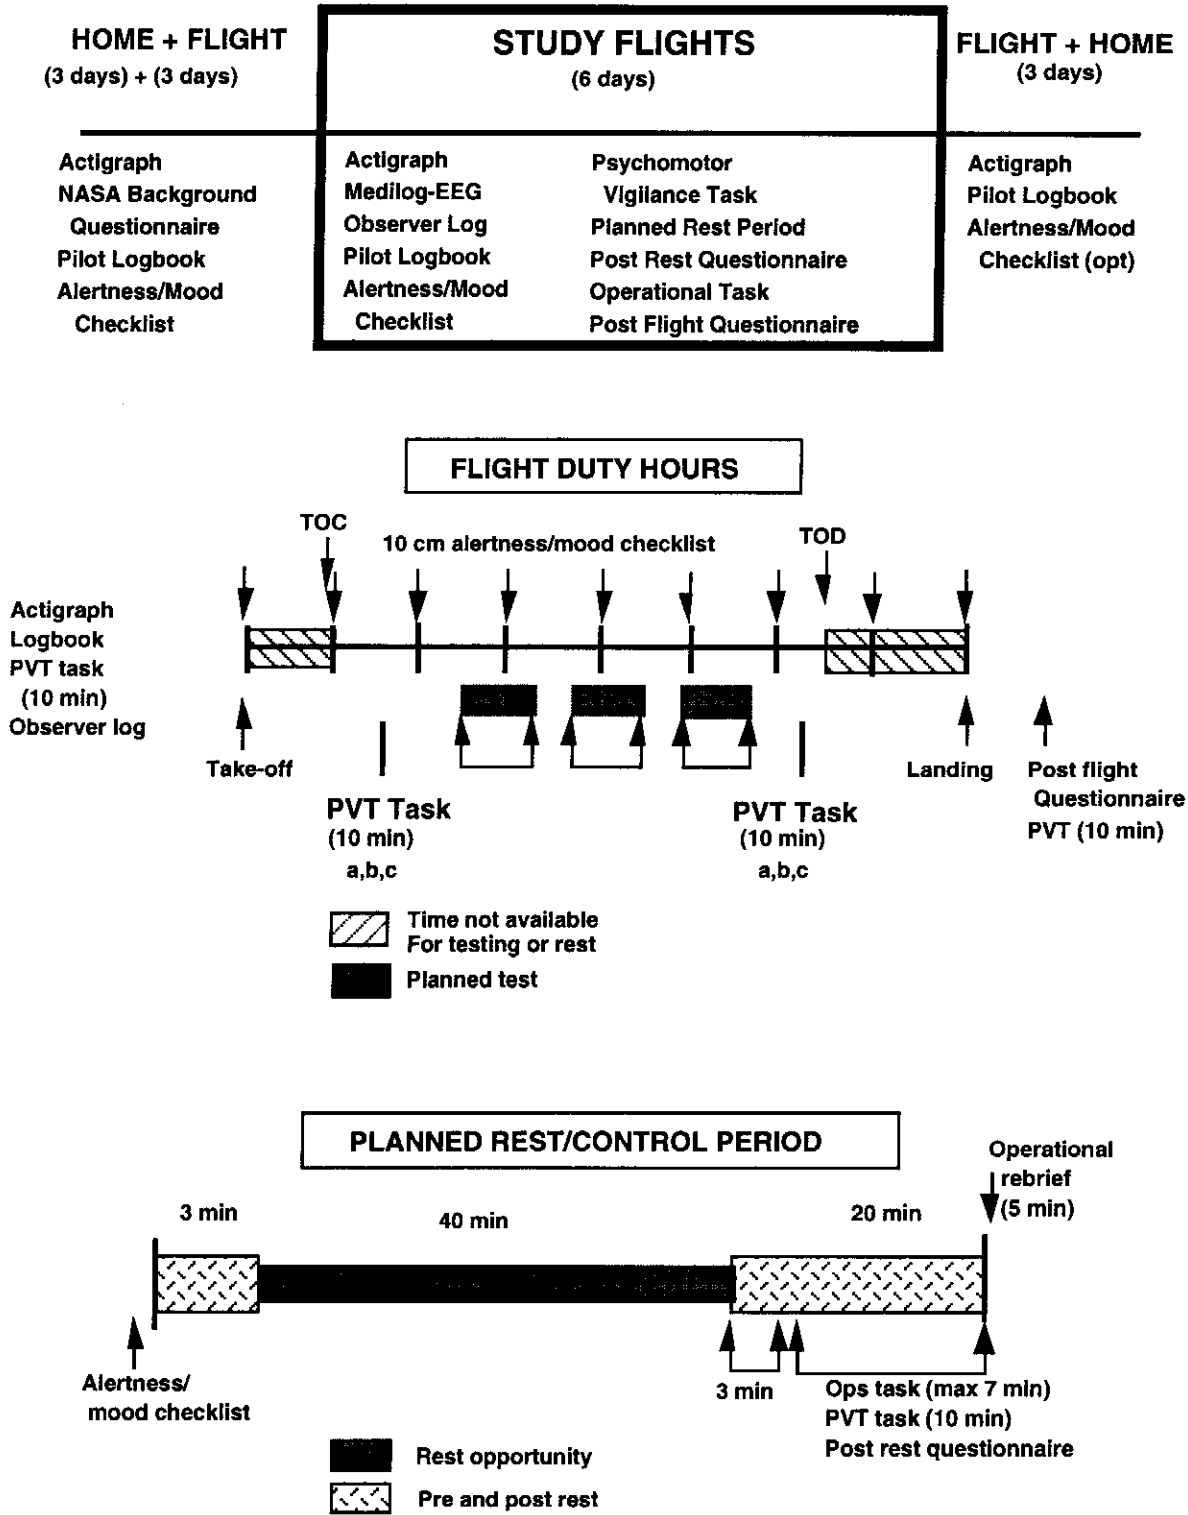 HOME + FLIGHT
(3 days) + (3 days)
STUDY FLIGHTS
(6 days)
FLIGHT + HOME
(3 days)
Actigraph
NASA Background
Questionnaire
Pilot Logbook
Alertness/Mood
Checklist
Actigraph
Medilog-EEG
Observer Log
Pilot Logbook
Alertness/Mood
Checklist
Psychomotor
Vigilance Task
Planned Rest Period
Post Rest Questionnaire
Operational Task
Post Flight Questionnaire
Actigraph
Pilot Logbook
Alertness/Mood
Checklist (opt)
FLIGHT DUTY HOURS
TOC
10 cm alertness/mood checklist
TOD
Actigraph
Logbook
PVT task
(10 min)
Observer log
Take-off
PVT Task
(10 min)
a,b,c
PVT Task
(10 min)
a,b,c
Landing
Post flight
Questionnaire
PVT (10 min)
Time not available
For testing or rest
Planned test
PLANNED REST/CONTROL PERIOD
Operational
rebrief
(5 min)
3 min
40 min
20 min
Alertness/
mood checklist
3 min
Ops task (max 7 min)
PVT task (10 min)
Post rest questionnaire
Rest opportunity
Pre and post rest